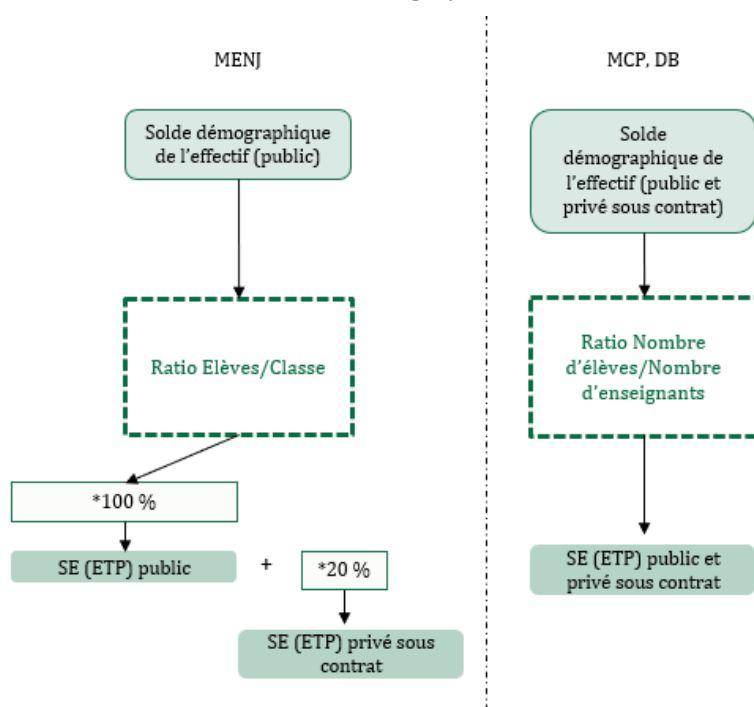 MENJ
Solde démographique
de l'effectif (public)
Ratio Elèves/Classe
*100 %
SE (ETP) public
+
*20 %
SE (ETP) privé sous
contrat
MCP, DB
Solde
démographique de
l'effectif (public et
privé sous contrat)
Ratio Nombre
d'élèves/Nombre
d'enseignants
SE (ETP) public et
privé sous contrat